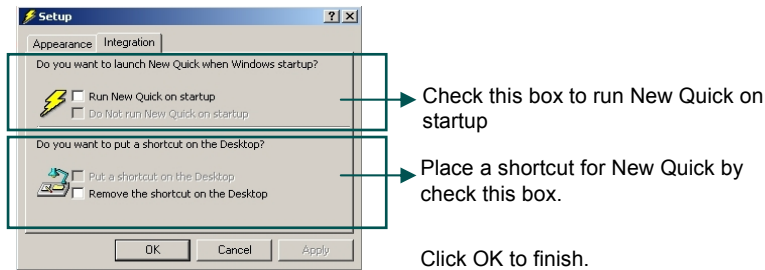 Setup
Appearance
Integration
Do you want to launch New Quick when Windows startup?
Run New Quick on startup
Do Not run New Quick on startup
Do you want to put a shortcut on the Desktop?
Put a shortcut on the Desktop
Remove the shortcut on the Desktop
OK
Cancel
Apply
Check this box to run New Quick on
startup
Place a shortcut for New Quick by
check this box.
Click OK to finish.